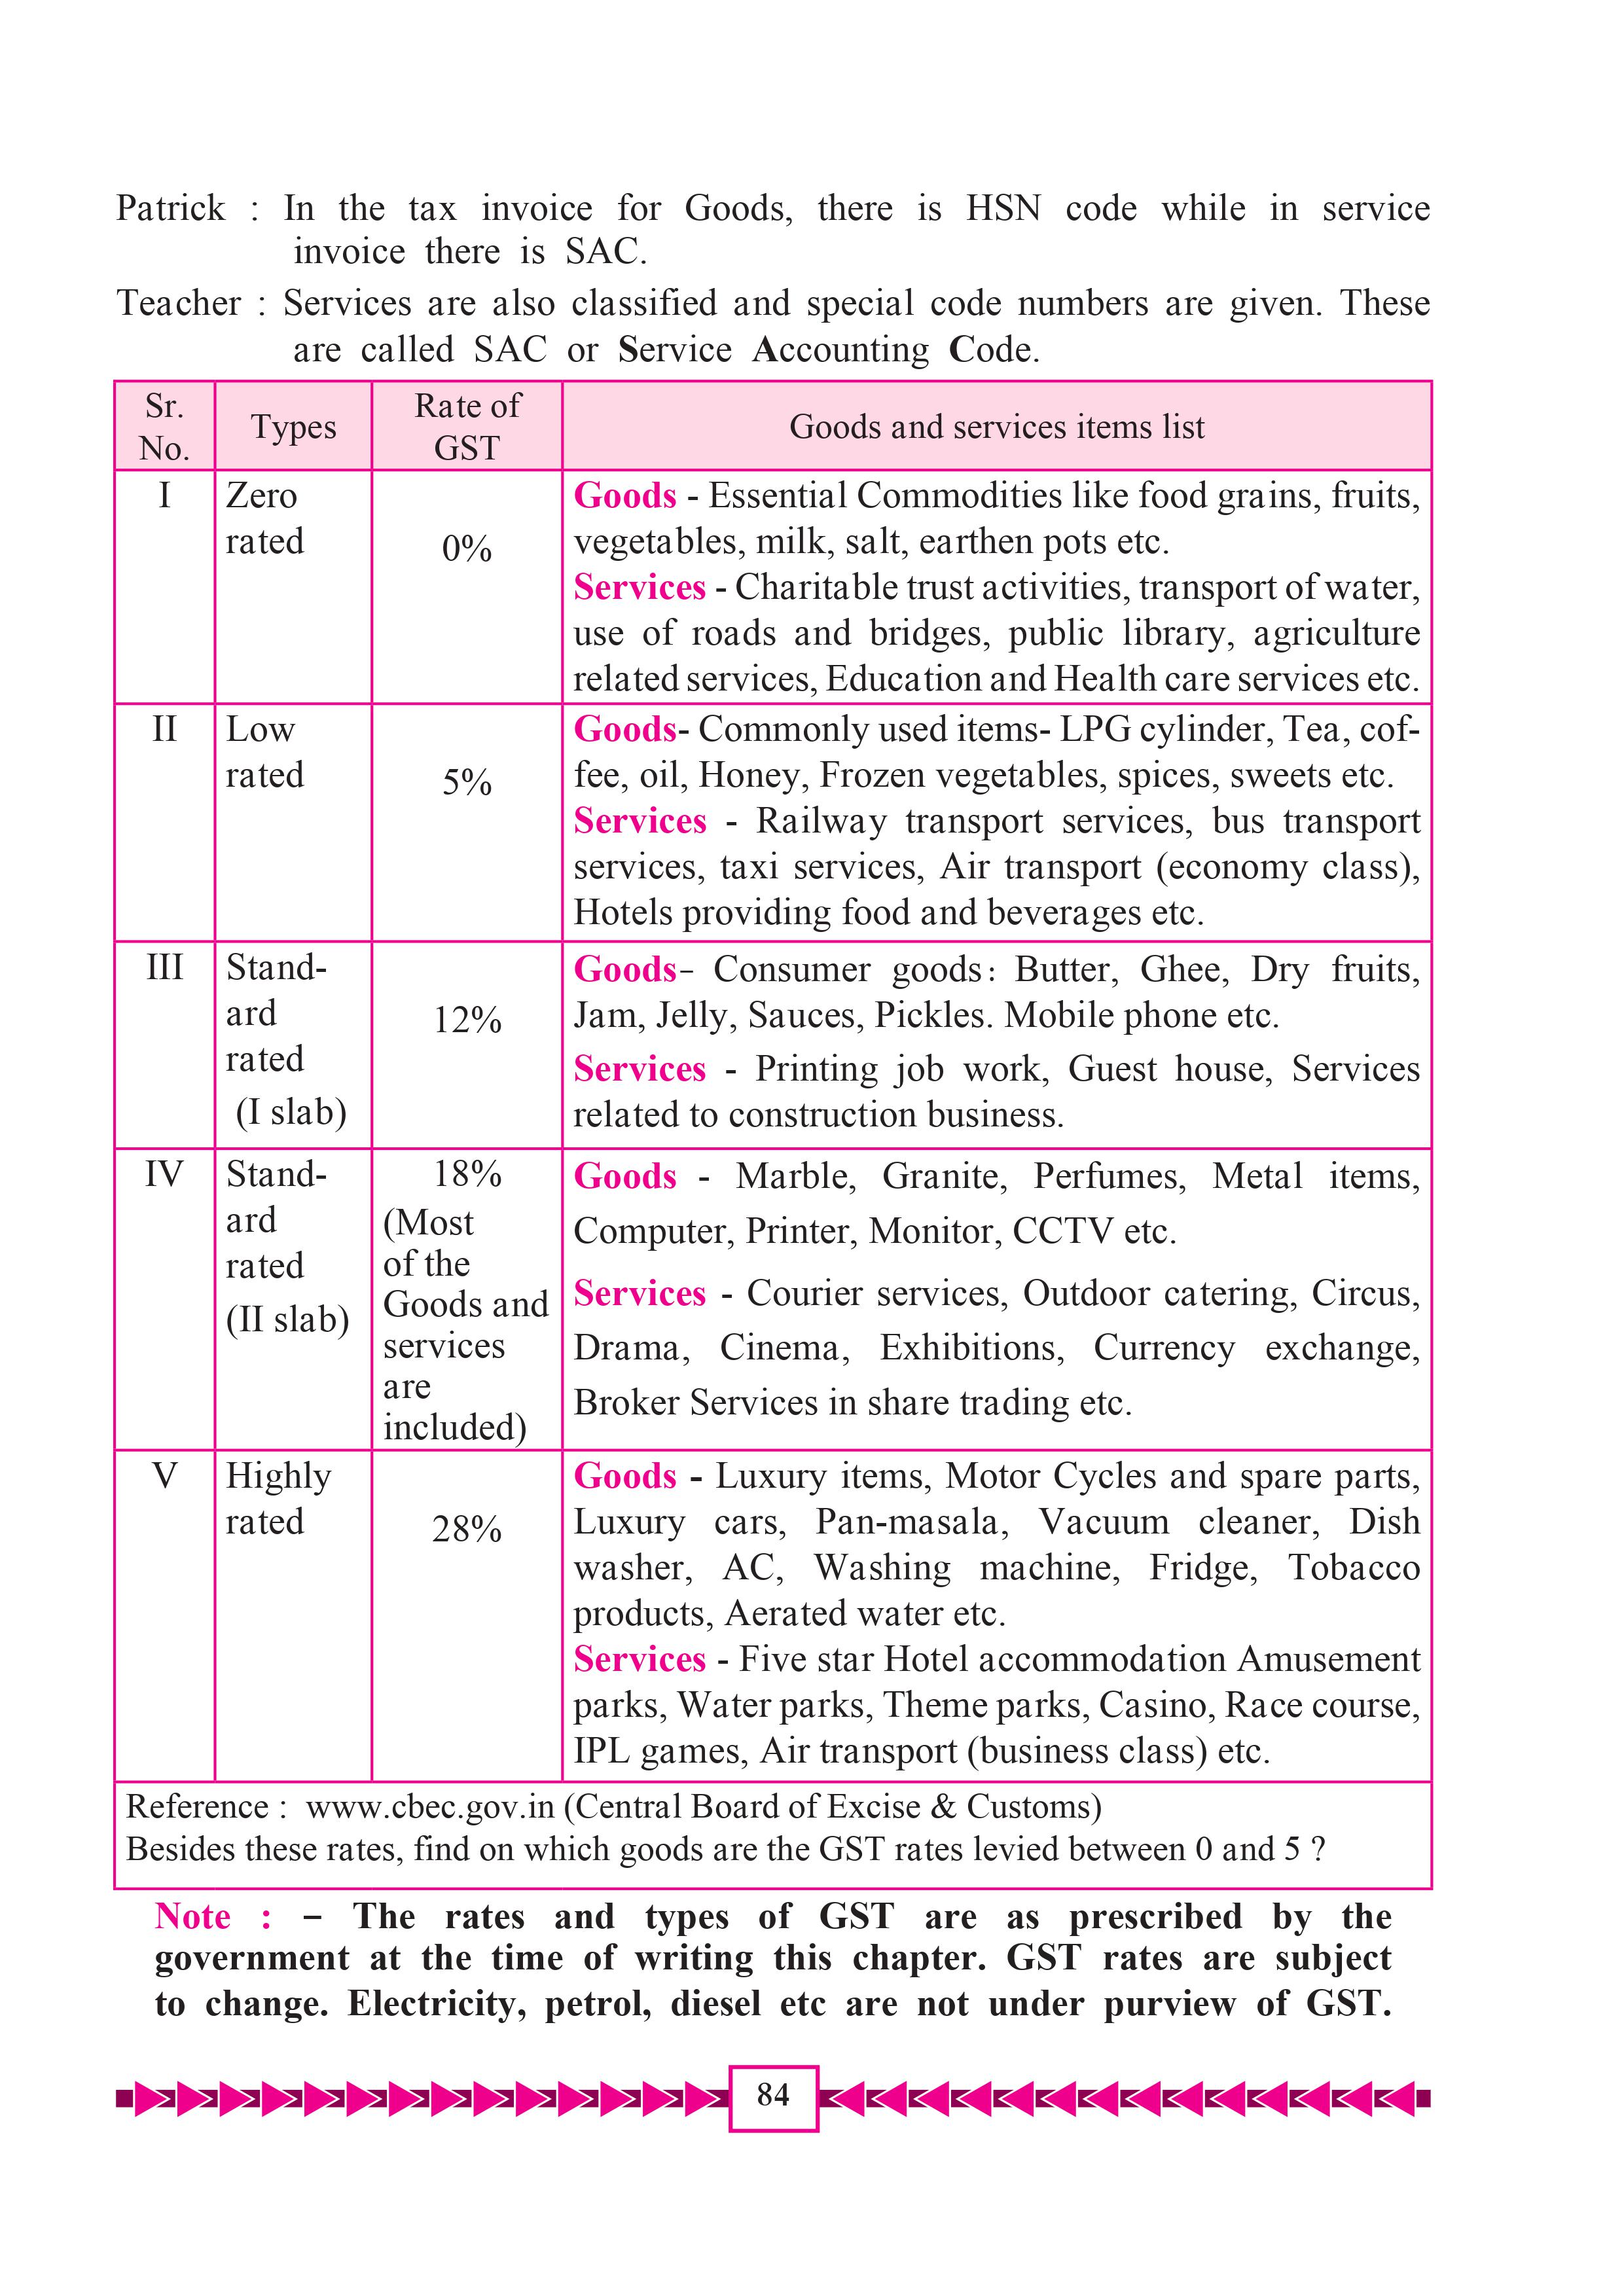 Patrick : In the tax invoice for Goods, there is HSN code while in service
invoice there is SAC.
Teacher : Services are also classified and special code numbers are given. These
are called SAC or Service Accounting Code.
Sr.
No.
Types
Rate of
GST
Goods and services items list
I
Zero
rated
0%
Goods - Essential Commodities like food grains, fruits,
vegetables, milk, salt, earthen pots etc.
Services - Charitable trust activities, transport of water,
use of roads and bridges, public library, agriculture
related services, Education and Health care services etc.
II
Low
rated
5%
Goods- Commonly used items- LPG cylinder, Tea, cof-
fee, oil, Honey, Frozen vegetables, spices, sweets etc.
Services - Railway transport services, bus transport
services, taxi services, Air transport (economy class),
Hotels providing food and beverages etc.
III
Stand-
ard
rated
(I slab)
12%
Goods- Consumer goods: Butter, Ghee, Dry fruits,
Jam, Jelly, Sauces, Pickles. Mobile phone etc.
Services - Printing job work, Guest house, Services
related to construction business.
IV
Stand-
ard
rated
(II slab)
18%
(Most
of the
Goods and
services
are
included)
Goods - Marble, Granite, Perfumes, Metal items,
Computer, Printer, Monitor, CCTV etc.
Services - Courier services, Outdoor catering, Circus,
Drama, Cinema, Exhibitions, Currency exchange,
Broker Services in share trading etc.
V
Highly
rated
28%
Goods - Luxury items, Motor Cycles and spare parts,
Luxury cars, Pan-masala, Vacuum cleaner, Dish
washer, AC, Washing machine, Fridge, Tobacco
products, Aerated water etc.
Services - Five star Hotel accommodation Amusement
parks, Water parks, Theme parks, Casino, Race course,
IPL games, Air transport (business class) etc.
Reference : www.cbec.gov.in (Central Board of Excise & Customs)
Besides these rates, find on which goods are the GST rates levied between 0 and 5 ?
Note : – The rates and types of GST are as prescribed by the
government at the time of writing this chapter. GST rates are subject
to change. Electricity, petrol, diesel etc are not under purview of GST.
84